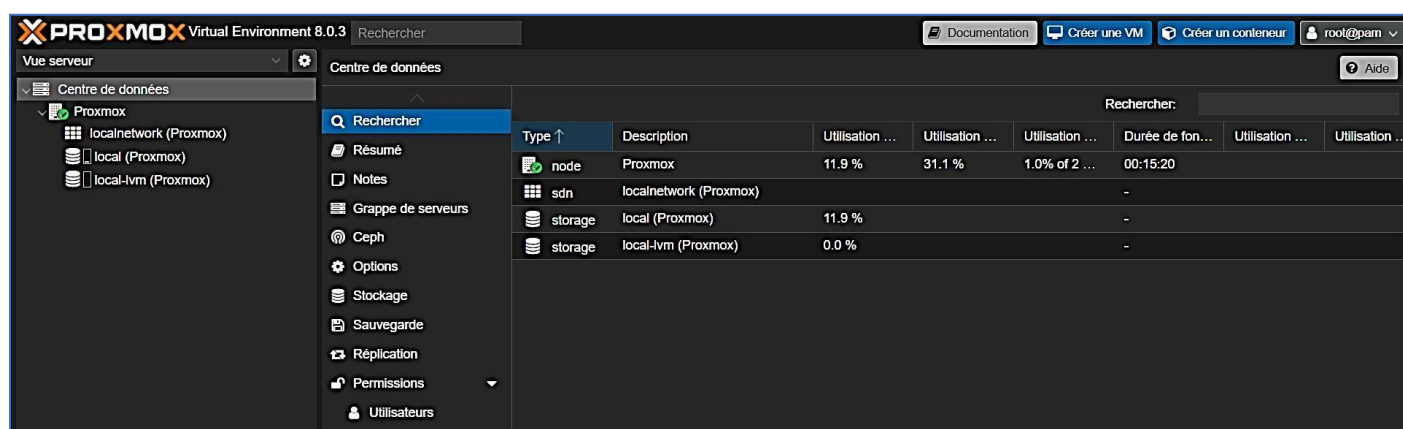 PROXMOX Virtual Environment 8.0.3 Rechercher Documentation Créer une VM Créer un conteneur root@pam
Vue serveur
Centre de données
Proxmox
localnetwork (Proxmox)
local (Proxmox)
local-lvm (Proxmox)
Centre de données Aide
Rechercher
Résumé
Notes
Grappe de serveurs
Ceph
Options
Stockage
Sauvegarde
Réplication
Permissions
Utilisateurs
Rechercher:
Type ↑ Description Utilisation ... Utilisation ... Utilisation ... Durée de fon... Utilisation ... Utilisation ...
node Proxmox 11.9 % 31.1 % 1.0% of 2 ... 00:15:20
sdn localnetwork (Proxmox) -
storage local (Proxmox) 11.9 % -
storage local-lvm (Proxmox) 0.0 % -